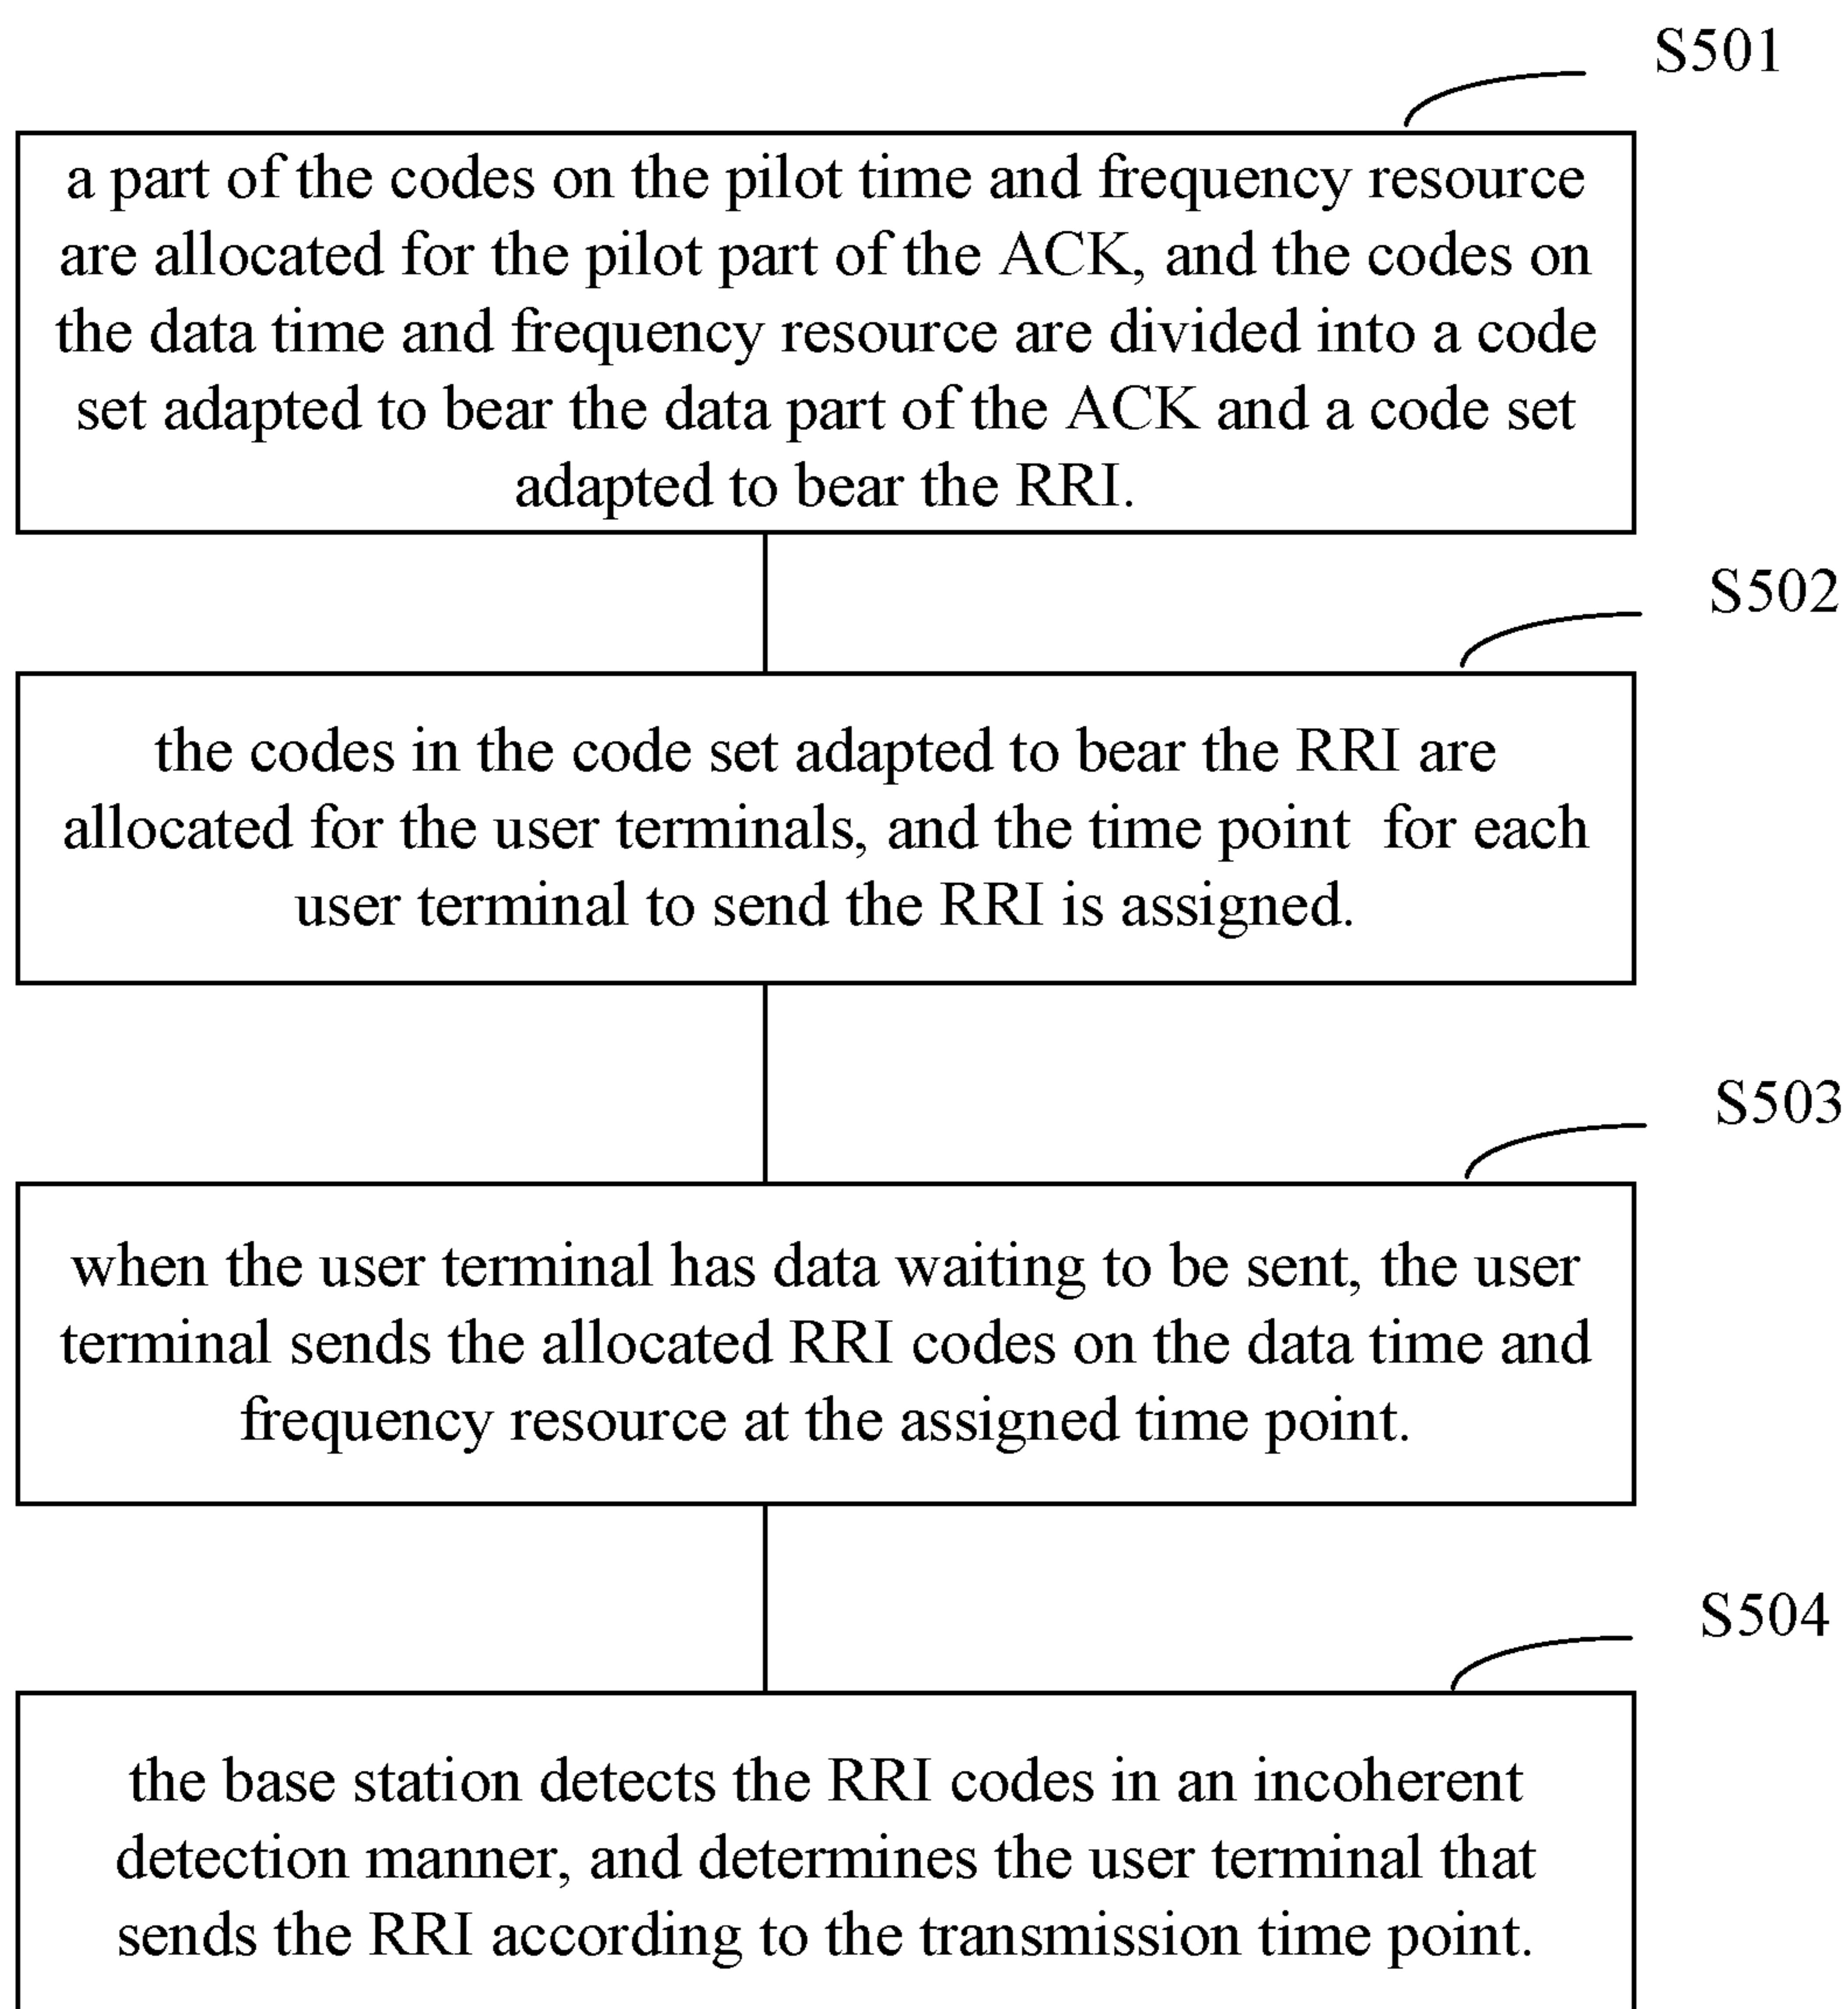 S501
a part of the codes on the pilot time and frequency resource
are allocated for the pilot part of the ACK, and the codes on
the data time and frequency resource are divided into a code
set adapted to bear the data part of the ACK and a code set
adapted to bear the RRI.
S502
the codes in the code set adapted to bear the RRI are
allocated for the user terminals, and the time point for each
user terminal to send the RRI is assigned.
S503
when the user terminal has data waiting to be sent, the user
terminal sends the allocated RRI codes on the data time and
frequency resource at the assigned time point.
S504
the base station detects the RRI codes in an incoherent
detection manner, and determines the user terminal that
sends the RRI according to the transmission time point.